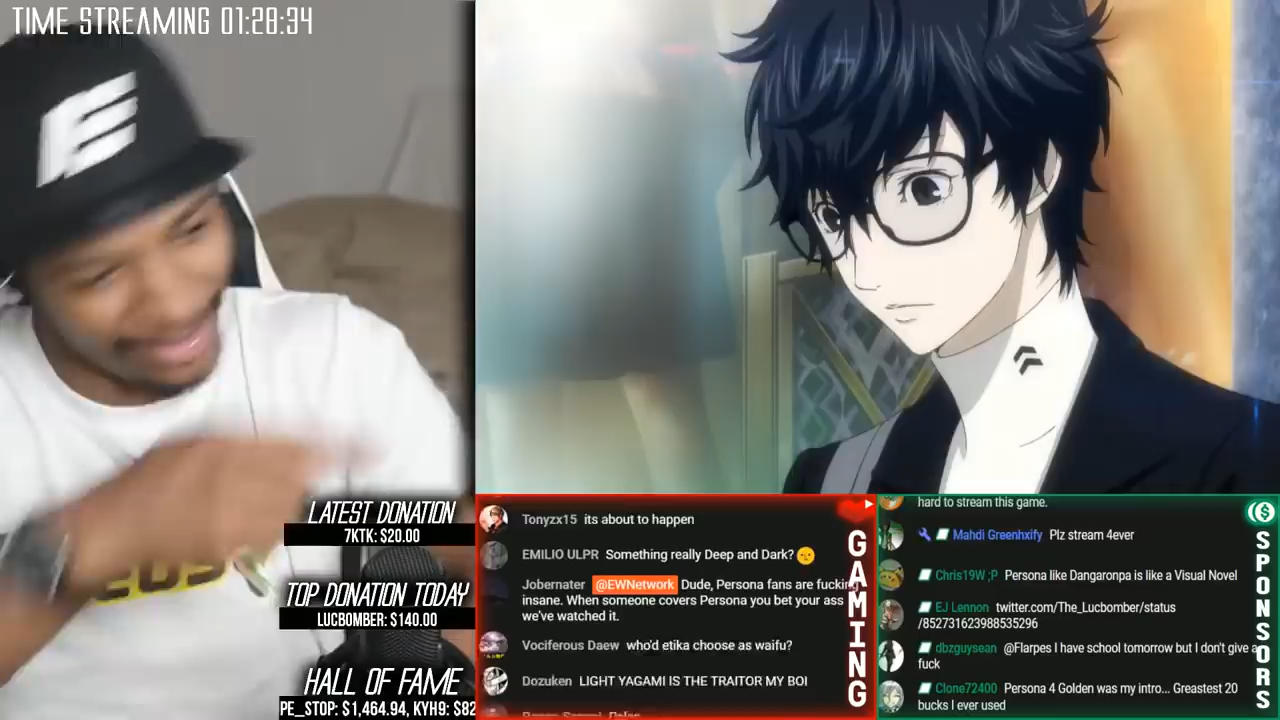 TIME STREAMING 01:28:34
E
LATEST DONATION
7KTK: $20.00
TOP DONATION TODAY
LUCBOMBER: $140.00
HALL OF FAME
PE_STOP: $1,464.94, KYH9: $82
Tonyzx15 its about to happen
EMILIO ULPR Something really Deep and Dark?
Jobernater @EWNetwork Dude, Persona fans are fucking
insane. When someone covers Persona you bet your ass
we've watched it.
Vociferous Daew who'd etika choose as waifu?
Dozuken LIGHT YAGAMI IS THE TRAITOR MY BOI
GAMING
hard to stream this game.
Mahdi Greenhxify Plz stream 4ever
Chris19W ;P Persona like Dangaronpa is like a Visual Novel
EJ Lennon twitter.com/The_Lucbomber/status
/852731623988535296
dbzguysean @Flarpes I have school tomorrow but I don't give a
fuck
Clone72400 Persona 4 Golden was my intro... Greastest 20
bucks I ever used
SPONSORS